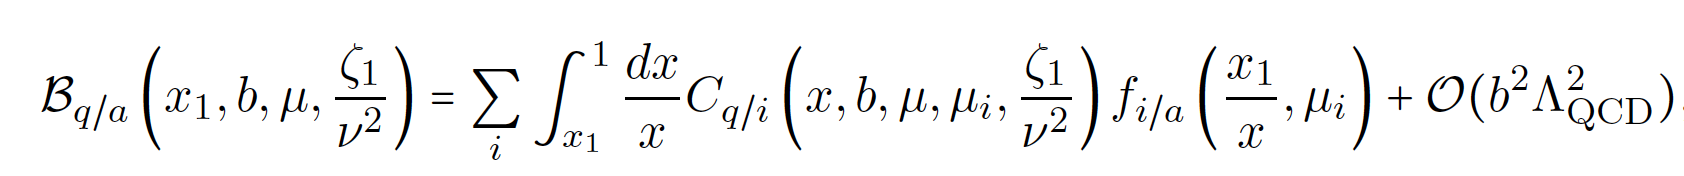 $\mathcal{B}_{q/a}\left(x_1, b, \mu, \frac{\zeta_1}{\nu^2}\right) = \sum_i \int_{x_1}^{1} \frac{dx}{x} C_{q/i}\left(x, b, \mu, \mu_i, \frac{\zeta_1}{\nu^2}\right) f_{i/a}\left(\frac{x_1}{x}, \mu_i\right) + \mathcal{O}(b^2 \Lambda_{\mathrm{QCD}}^2).$